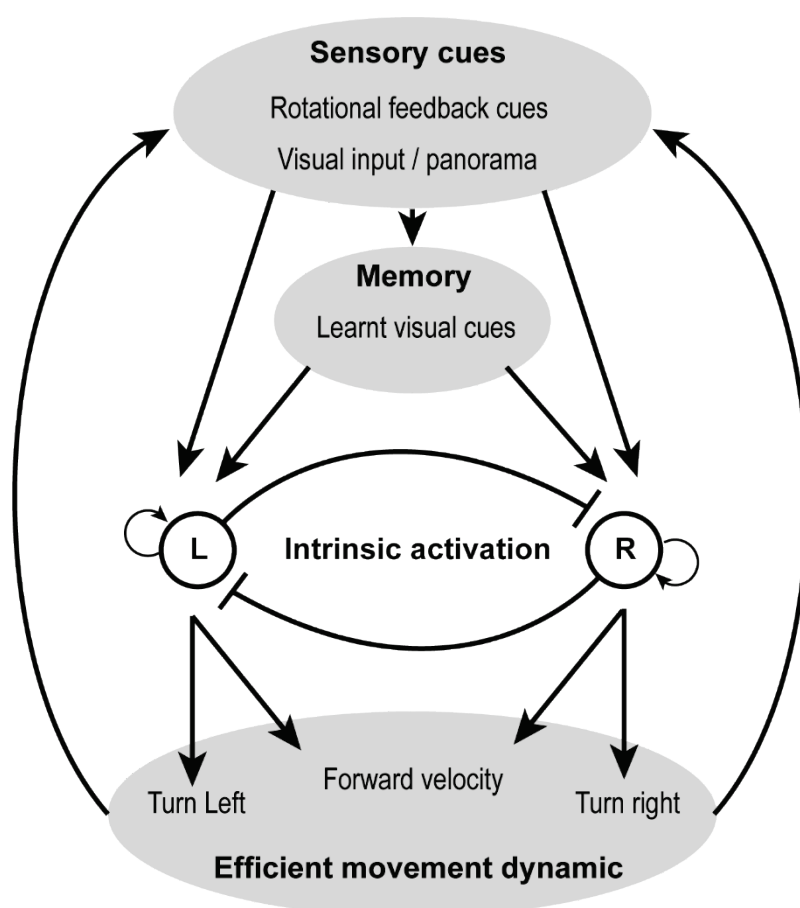 Sensory cues
Rotational feedback cues
Visual input / panorama
Memory
Learnt visual cues
L
Intrinsic activation
R
Forward velocity
Turn Left
Turn right
Efficient movement dynamic